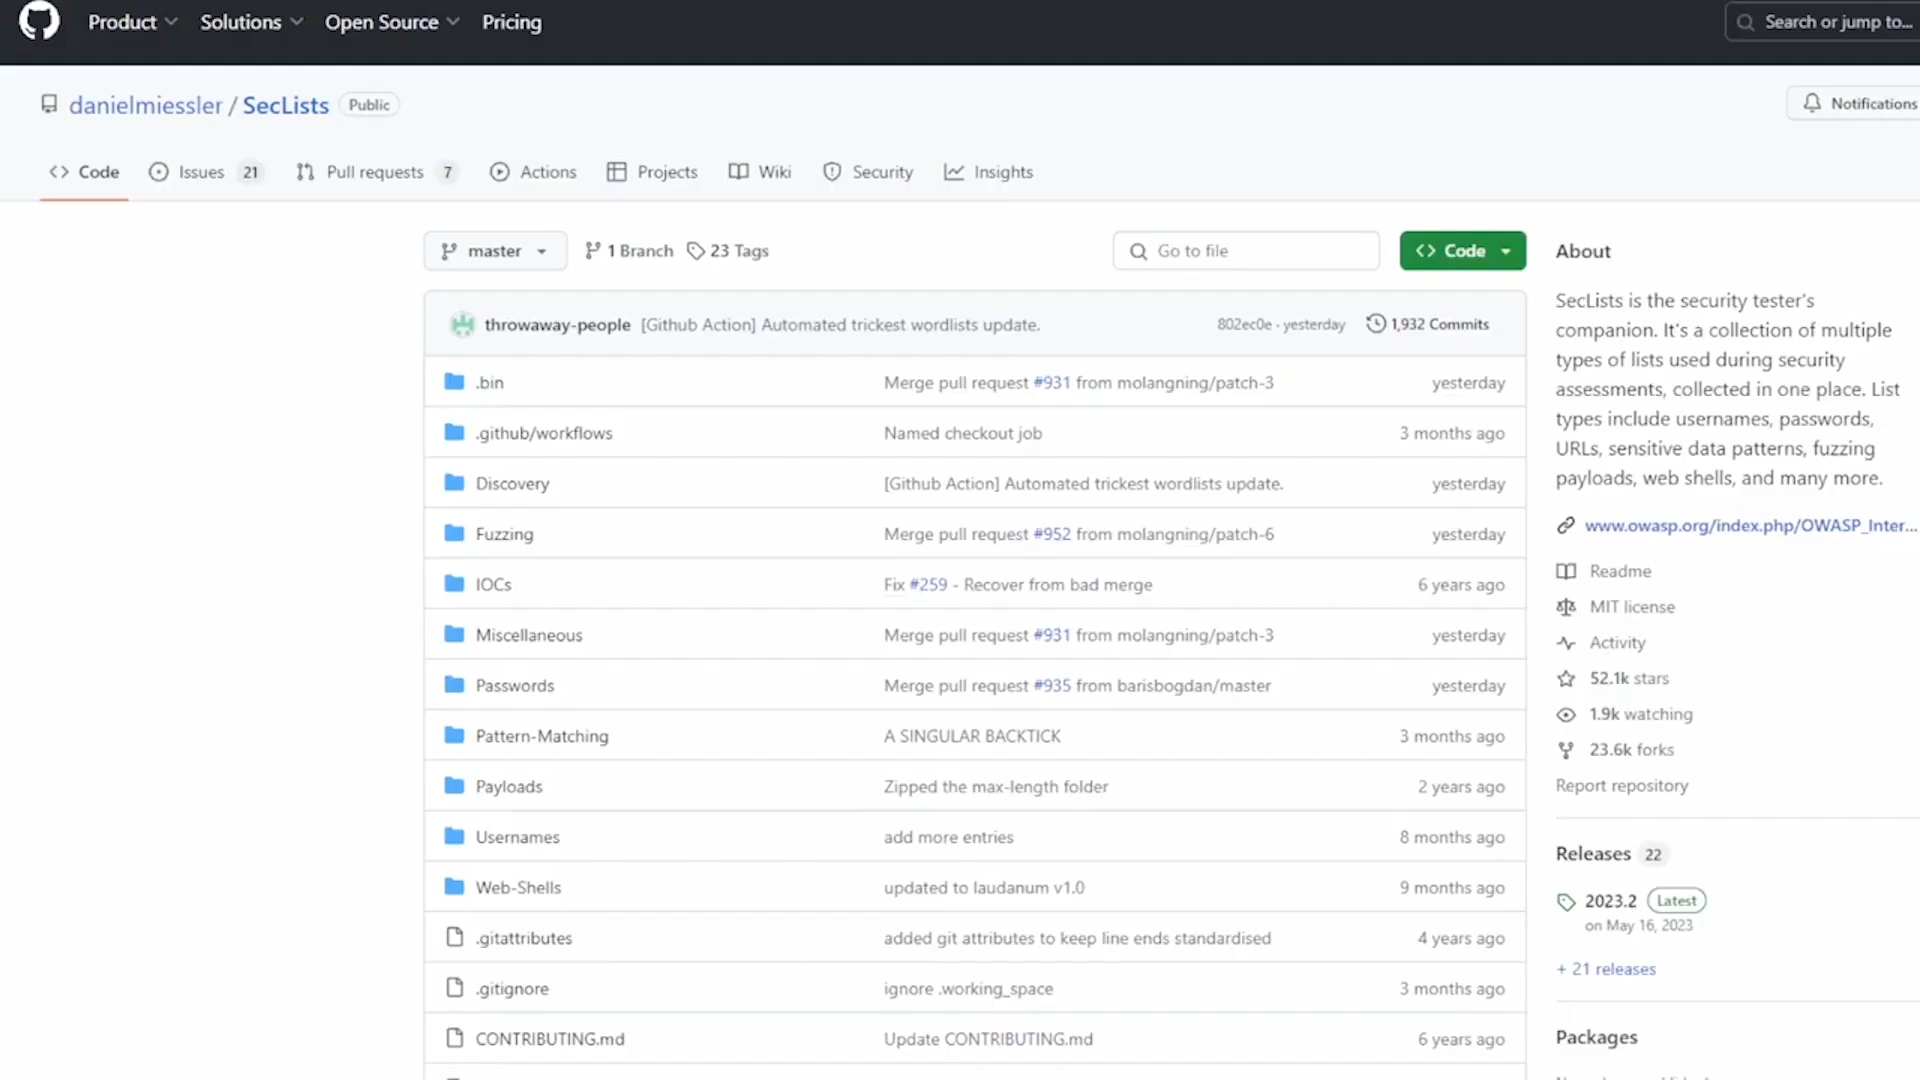 Product Solutions Open Source Pricing Search or jump to...
danielmiessler / SecLists Public Notifications
Code Issues 21 Pull requests 7 Actions Projects Wiki Security Insights
master 1 Branch 23 Tags Go to file Code
throwaway-people [Github Action] Automated trickest wordlists update. 802ec0e · yesterday 1,932 Commits
.bin Merge pull request #931 from molangning/patch-3 yesterday
.github/workflows Named checkout job 3 months ago
Discovery [Github Action] Automated trickest wordlists update. yesterday
Fuzzing Merge pull request #952 from molangning/patch-6 yesterday
IOCs Fix #259 - Recover from bad merge 6 years ago
Miscellaneous Merge pull request #931 from molangning/patch-3 yesterday
Passwords Merge pull request #935 from barisbogdan/master yesterday
Pattern-Matching A SINGULAR BACKTICK 3 months ago
Payloads Zipped the max-length folder 2 years ago
Usernames add more entries 8 months ago
Web-Shells updated to laudanum v1.0 9 months ago
.gitattributes added git attributes to keep line ends standardised 4 years ago
.gitignore ignore .working_space 3 months ago
CONTRIBUTING.md Update CONTRIBUTING.md 6 years ago
About
SecLists is the security tester's
companion. It's a collection of multiple
types of lists used during security
assessments, collected in one place. List
types include usernames, passwords,
URLs, sensitive data patterns, fuzzing
payloads, web shells, and many more.
www.owasp.org/index.php/OWASP_Inter...
Readme
MIT license
Activity
52.1k stars
1.9k watching
23.6k forks
Report repository
Releases 22
2023.2 Latest
on May 16, 2023
+ 21 releases
Packages